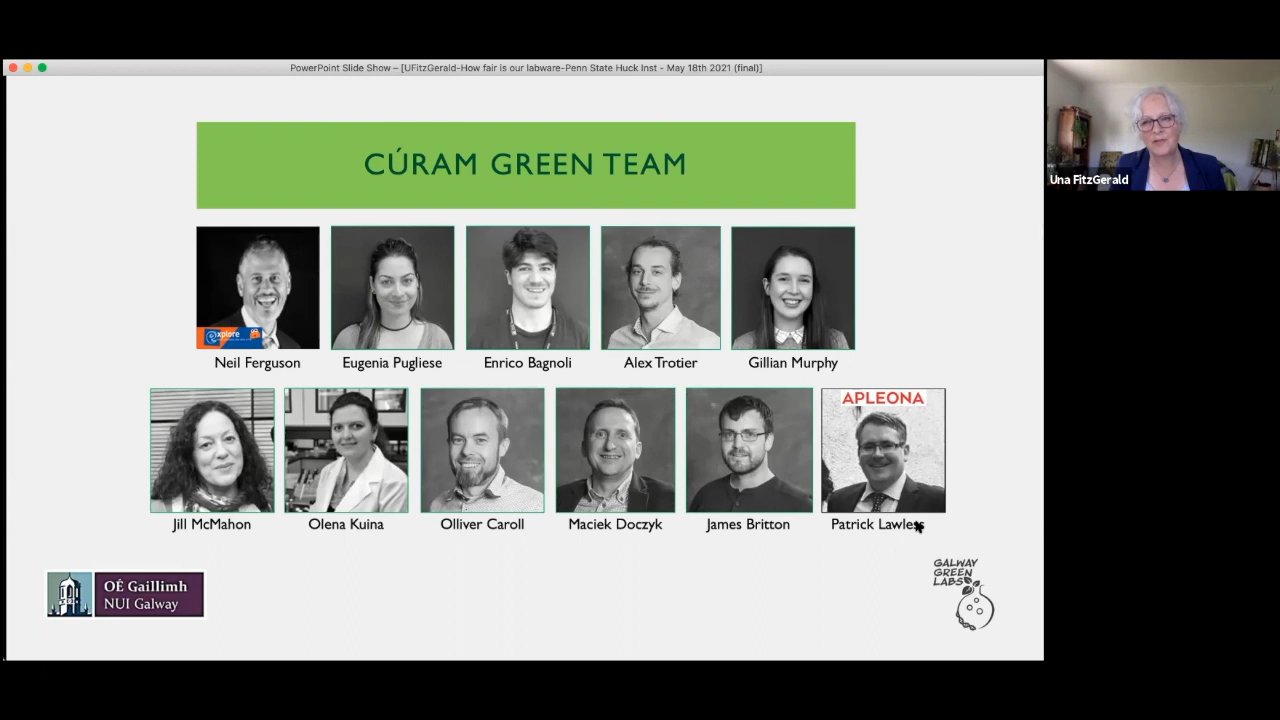 PowerPoint Slide Show – [UFitzGerald-How fair is our labware-Penn State Huck Inst - May 18th 2021 (final)]
Una FitzGerald
CÚRAM GREEN TEAM
xplore
Neil Ferguson
Eugenia Pugliese
Enrico Bagnoli
Alex Trotier
Gillian Murphy
APLEONA
Jill McMahon
Olena Kuina
Olliver Caroll
Maciek Doczyk
James Britton
Patrick Lawless
OÉ Gaillimh
NUI Galway
GALWAY
GREEN
LABS